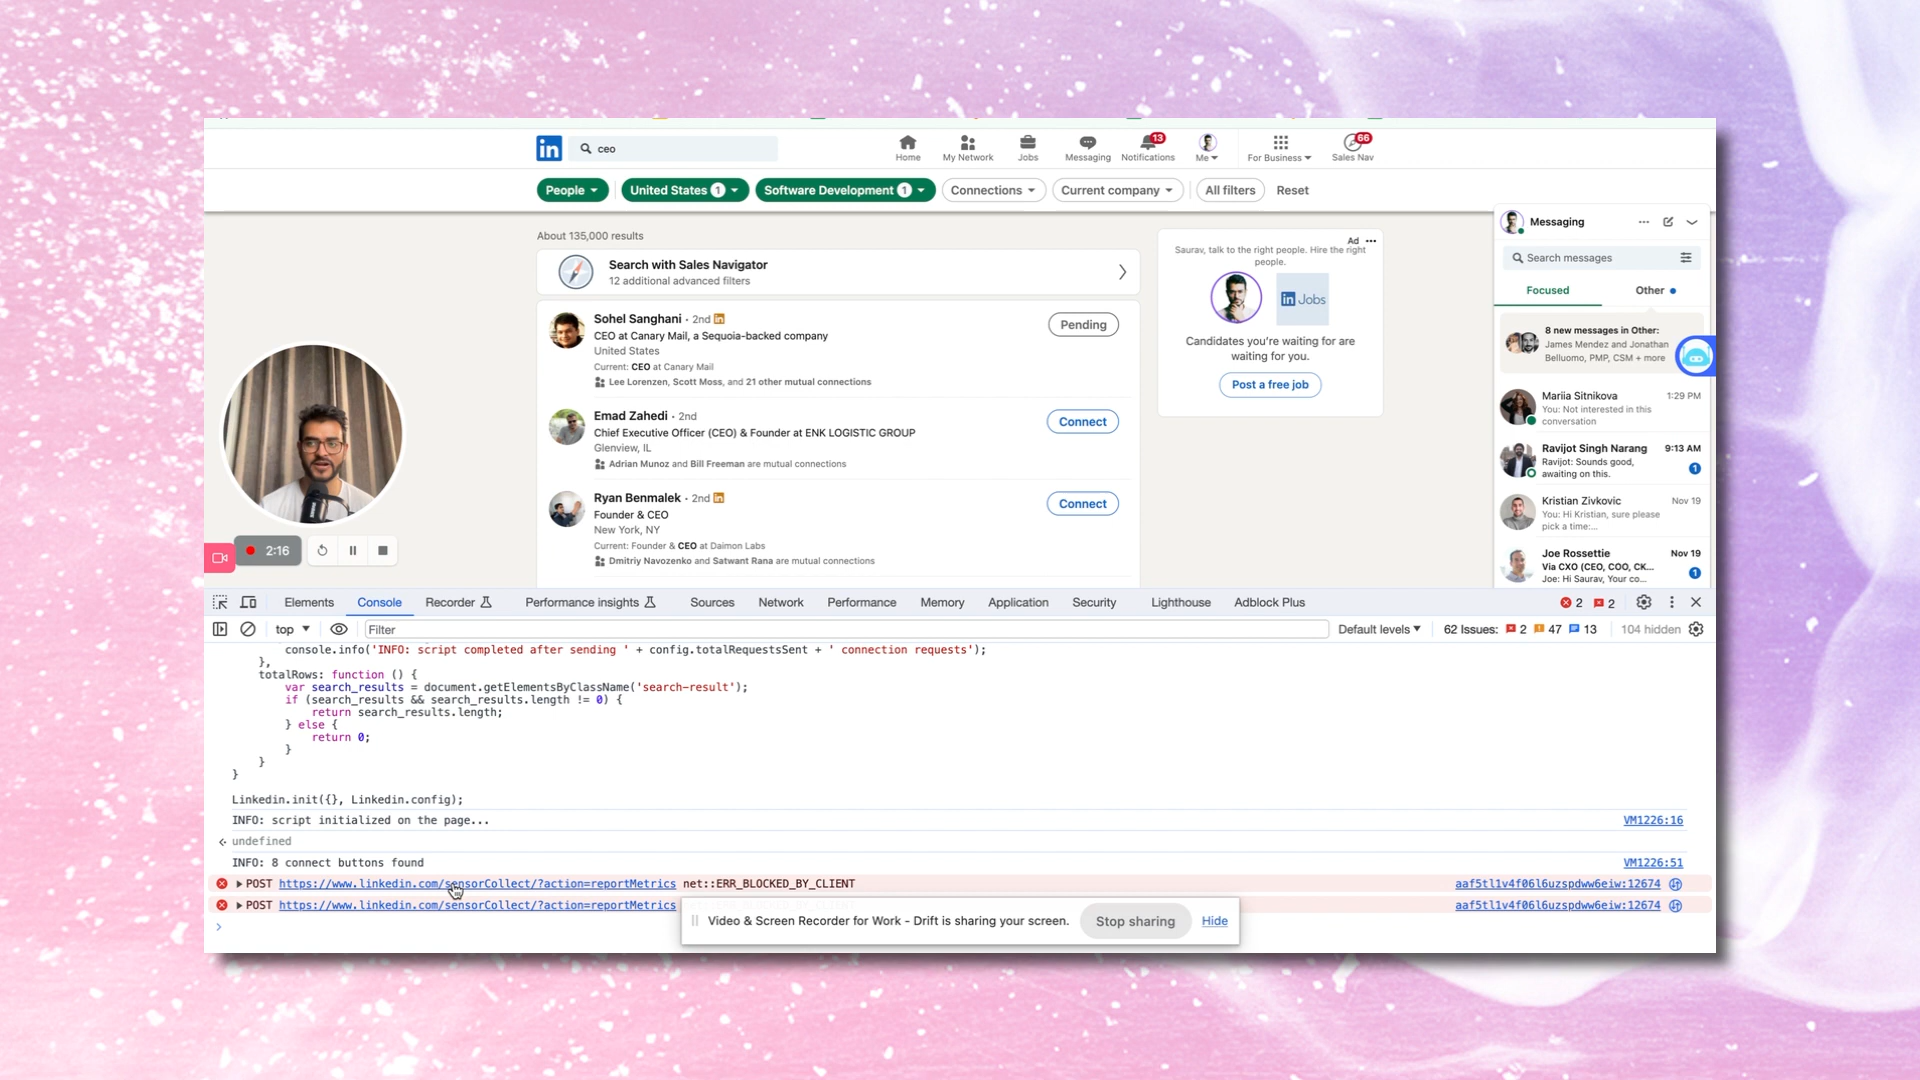 in
ceo
Home
My Network
Jobs
Messaging
13
Notifications
Me
For Business
66
Sales Nav
People
United States 1
Software Development 1
Connections
Current company
All filters
Reset
About 135,000 results
Search with Sales Navigator
12 additional advanced filters
Sohel Sanghani • 2nd in
CEO at Canary Mail, a Sequoia-backed company
United States
Current: CEO at Canary Mail
Lee Lorenzen, Scott Moss, and 21 other mutual connections
Pending
Emad Zahedi • 2nd
Chief Executive Officer (CEO) & Founder at ENK LOGISTIC GROUP
Glenview, IL
Adrian Munoz and Bill Freeman are mutual connections
Connect
Ryan Benmalek • 2nd in
Founder & CEO
New York, NY
Current: Founder & CEO at Daimon Labs
Dmitriy Navozenko and Satwant Rana are mutual connections
Connect
Ad •••
Saurav, talk to the right people. Hire the right
people.
in Jobs
Candidates you're waiting for are
waiting for you.
Post a free job
Messaging
Search messages
Focused
Other
8 new messages in Other:
James Mendez and Jonathan
Belluomo, PMP, CSM + more
Mariia Sitnikova
1:29 PM
You: Not interested in this
conversation
Ravijot Singh Narang
9:13 AM
Ravijot: Sounds good,
awaiting on this.
1
Kristian Zivkovic
Nov 19
You: Hi Kristian, sure please
pick a time:...
Joe Rossettie
Nov 19
Via CXO (CEO, COO, CK...
Joe: Hi Saurav, Your co...
1
2:16
Elements
Console
Recorder
Performance insights
Sources
Network
Performance
Memory
Application
Security
Lighthouse
Adblock Plus
2
2
top
Filter
Default levels
62 Issues: 2 47 13
104 hidden
console.info('INFO: script completed after sending ' + config.totalRequestsSent + ' connection requests');
},
totalRows: function () {
var search_results = document.getElementsByClassName('search-result');
if (search_results && search_results.length != 0) {
return search_results.length;
} else {
return 0;
}
}
}
Linkedin.init({}, Linkedin.config);
INFO: script initialized on the page...
VM1226:16
undefined
INFO: 8 connect buttons found
VM1226:51
POST https://www.linkedin.com/sensorCollect/?action=reportMetrics net::ERR_BLOCKED_BY_CLIENT
aaf5tl1v4f06l6uzspdww6eiw:12674
POST https://www.linkedin.com/sensorCollect/?action=reportMetrics
aaf5tl1v4f06l6uzspdww6eiw:12674
Video & Screen Recorder for Work - Drift is sharing your screen.
Stop sharing
Hide